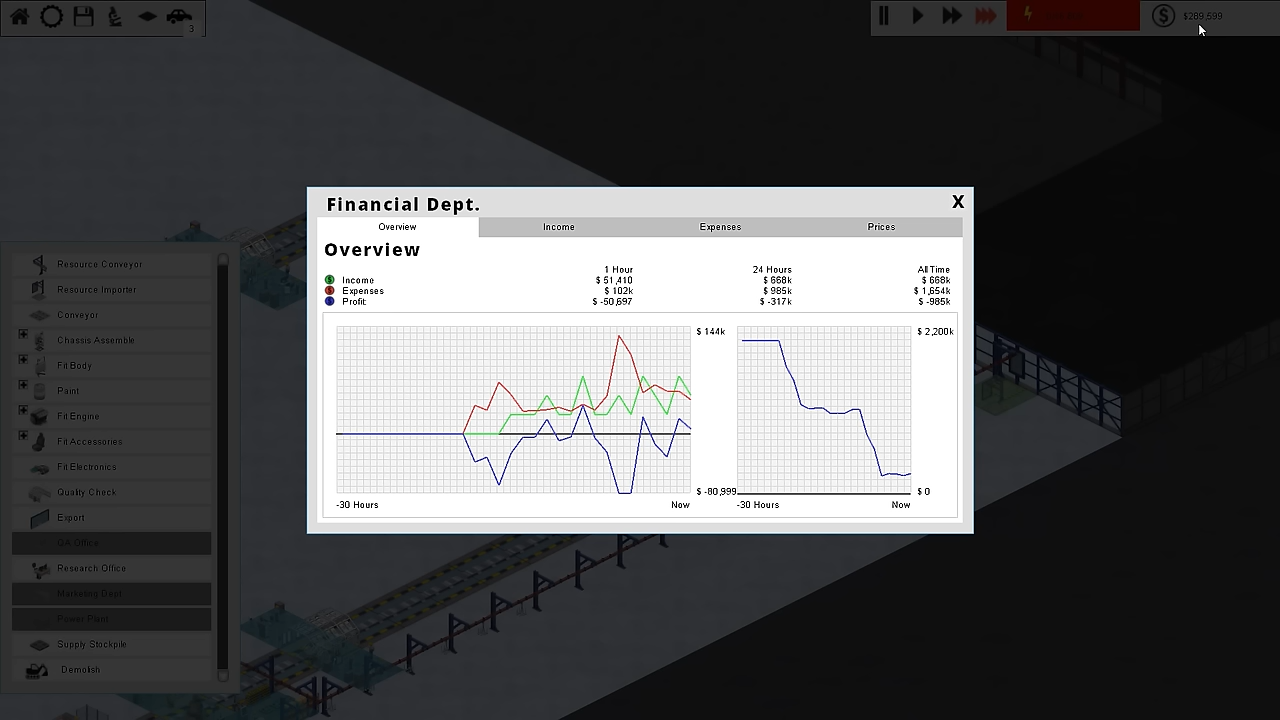 3
$289,599
Financial Dept.
X
Overview
Income
Expenses
Prices
Overview
1 Hour
24 Hours
All Time
Income
$ 51,410
$ 668k
$ 668k
Expenses
$ 102k
$ 985k
$ 1,654k
Profit:
$ -50,697
$ -317k
$ -985k
$ 144k
$ -80,999
-30 Hours
Now
$ 2,200k
$ 0
-30 Hours
Now
Resource Conveyor
Resource Importer
Conveyor
Chassis Assemble
Fit Body
Paint
Fit Engine
Fit Accessories
Fit Electronics
Quality Check
Export
QA Office
Research Office
Marketing Dept
Power Plant
Supply Stockpile
Demolish